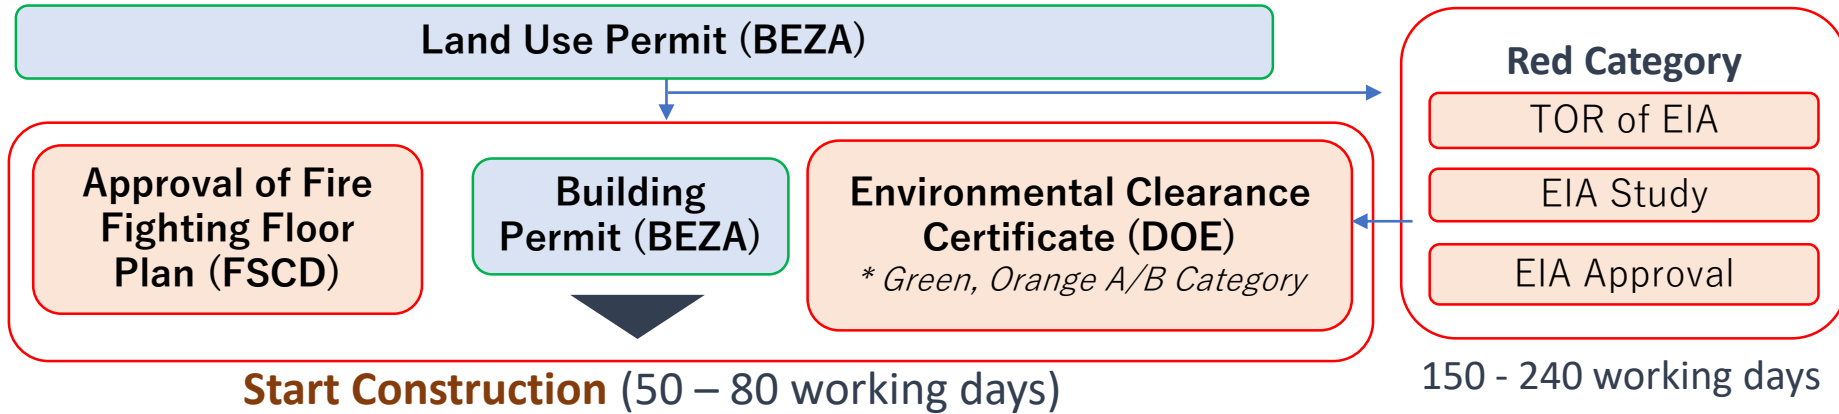 Land Use Permit (BEZA)
Approval of Fire
Fighting Floor
Plan (FSCD)
Building
Permit (BEZA)
Environmental Clearance
Certificate (DOE)
* Green, Orange A/B Category
Start Construction (50 – 80 working days)
Red Category
TOR of EIA
EIA Study
EIA Approval
150 - 240 working days